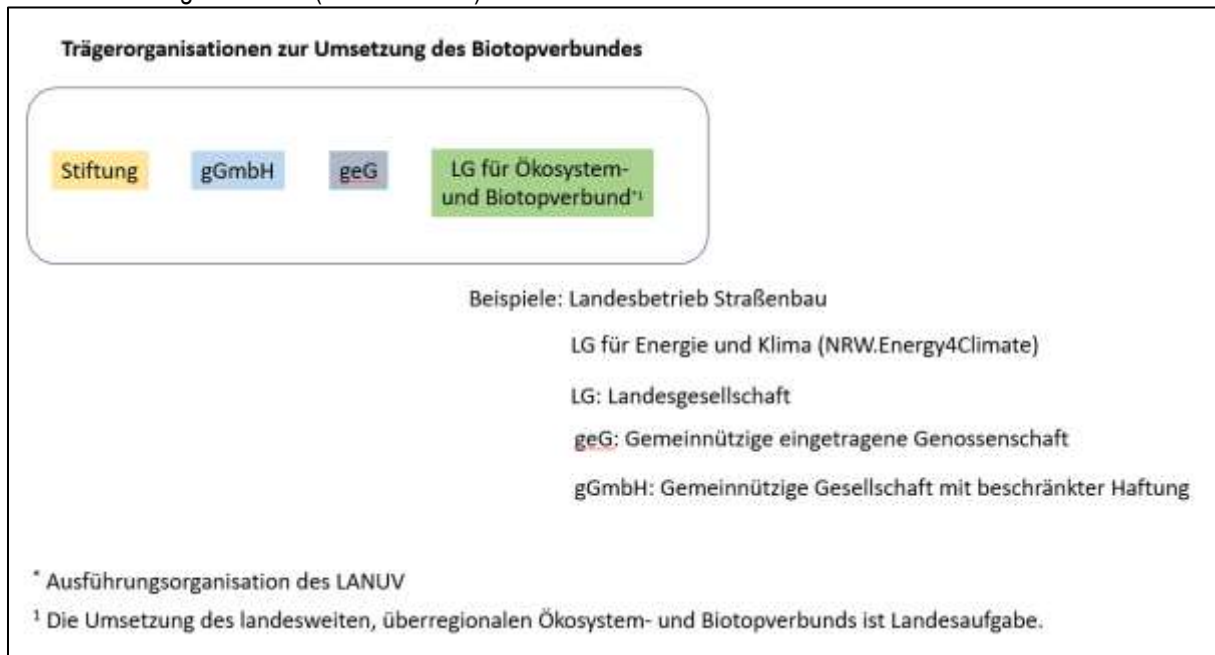 Trägerorganisationen zur Umsetzung des Biotopverbundes
Stiftung
gGmbH
geG
LG für Ökosystem-
und Biotopverbund*1
Beispiele: Landesbetrieb Straßenbau
LG für Energie und Klima (NRW.Energy4Climate)
LG: Landesgesellschaft
geG: Gemeinnützige eingetragene Genossenschaft
gGmbH: Gemeinnützige Gesellschaft mit beschränkter Haftung
* Ausführungsorganisation des LANUV
1 Die Umsetzung des landesweiten, überregionalen Ökosystem- und Biotopverbunds ist Landesaufgabe.